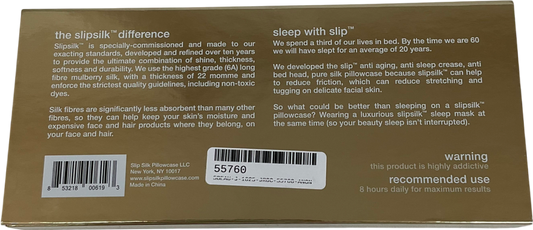 the slipsilk™ difference
Slipsilk™ is specially-commissioned and made to our
exacting standards, developed and refined over ten years
to provide the ultimate combination of shine, thickness,
softness and durability. We use the highest grade (6A) long
fibre mulberry silk, with a thickness of 22 momme and
enforce the strictest quality guidelines, including non-toxic
dyes.
Silk fibres are significantly less absorbent than many other
fibres, so they can help keep your skin's moisture and
expensive face and hair products where they belong, on
your face and hair.
sleep with slip™
We spend a third of our lives in bed. By the time we are 60
we will have slept for an average of 20 years.
We developed the slip™ anti aging, anti sleep crease, anti
bed head, pure silk pillowcase because slipsilk™ can help
to reduce friction, which can reduce stretching and
tugging on delicate facial skin.
So what could be better than sleeping on a slipsilk™
pillowcase? Wearing a luxurious slipsilk™ sleep mask at
the same time (so your beauty sleep isn't interrupted).
8 53218 00619 3
Slip Silk Pillowcase LLC
New York, NY 10017
www.slipsilkpillowcase.com
Made in China
55760
warning
this product is highly addictive
recommended use
8 hours daily for maximum results